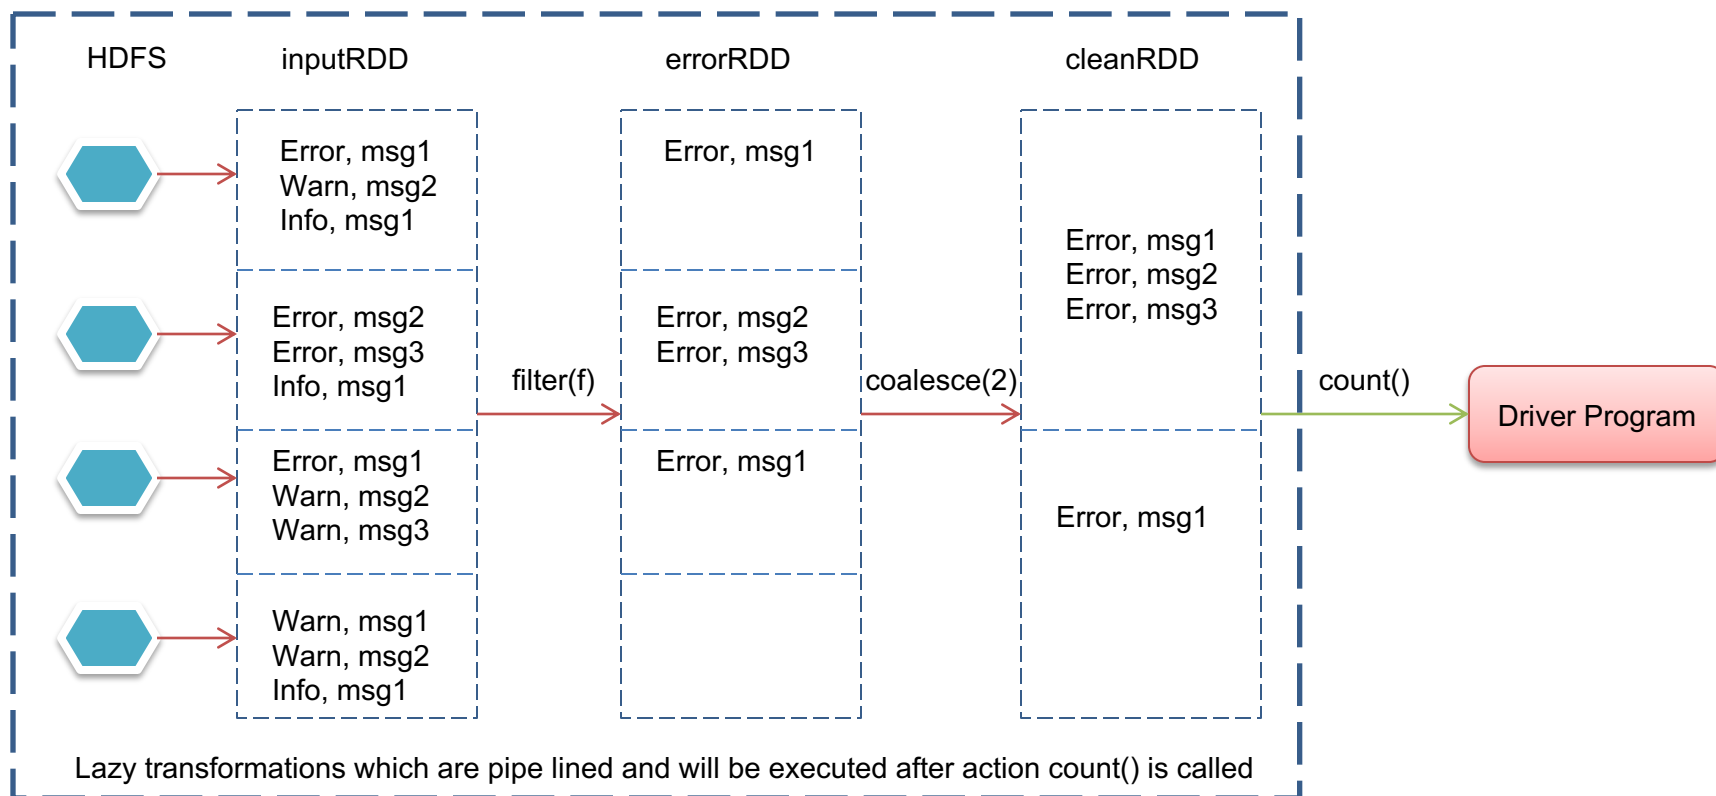 HDFS
inputRDD
errorRDD
cleanRDD
Error, msg1
Warn, msg2
Info, msg1
Error, msg2
Error, msg3
Info, msg1
Error, msg1
Warn, msg2
Warn, msg3
Warn, msg1
Warn, msg2
Info, msg1
filter(f)
Error, msg1
Error, msg2
Error, msg3
Error, msg1
coalesce(2)
Error, msg1
Error, msg2
Error, msg3
Error, msg1
count()
Driver Program
Lazy transformations which are pipe lined and will be executed after action count() is called